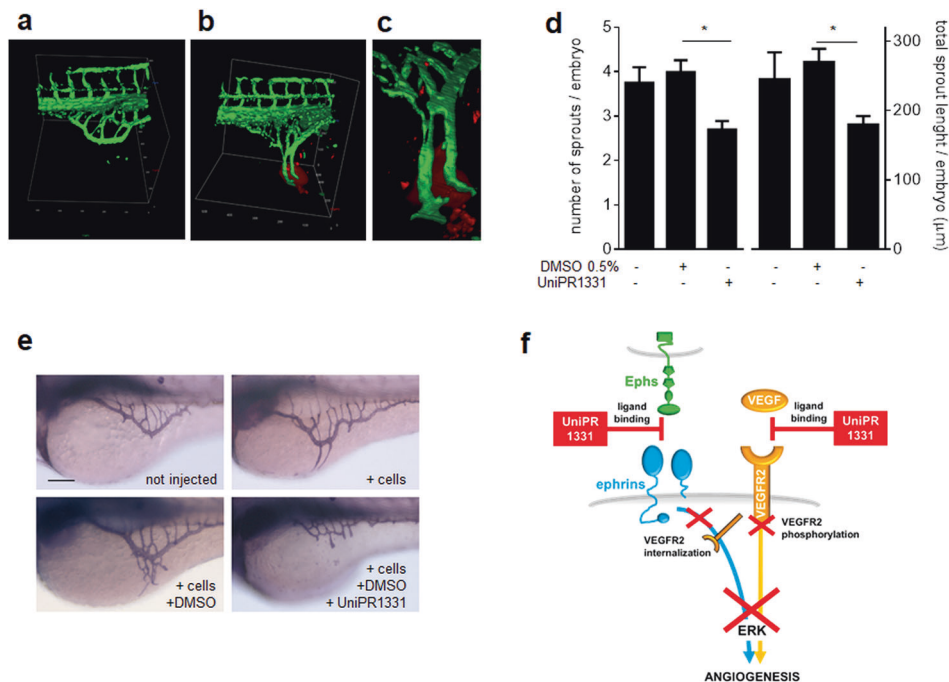 a
b
c
d
number of sprouts / embryo
5
4
3
2
1
0
*
*
total sprout lenght / embryo (μm)
300
200
100
0
DMSO 0.5% - + - - + -
UniPR1331 - - + - - +
e
not injected
+ cells
+ cells
+DMSO
+ cells
+DMSO
+ UniPR1331
f
Ephs
ligand
binding
UniPR
1331
VEGF
ligand
binding
UniPR
1331
ephrins
VEGFR2
VEGFR2
internalization
VEGFR2
phosphorylation
ERK
ANGIOGENESIS